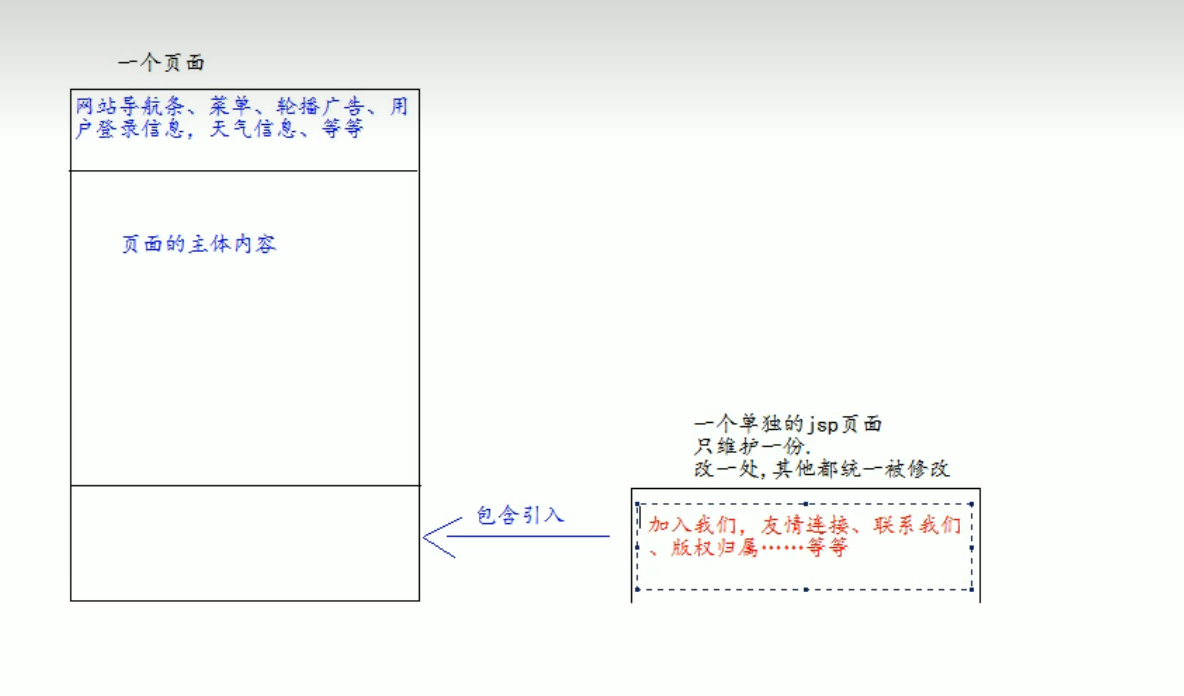 一个页面
网站导航条、菜单、轮播广告、用
户登录信息，天气信息、等等
页面的主体内容
一个单独的jsp页面
只维护一份.
改一处,其他都统一被修改
包含引入
加入我们，友情连接、联系我们
、版权归属……等等